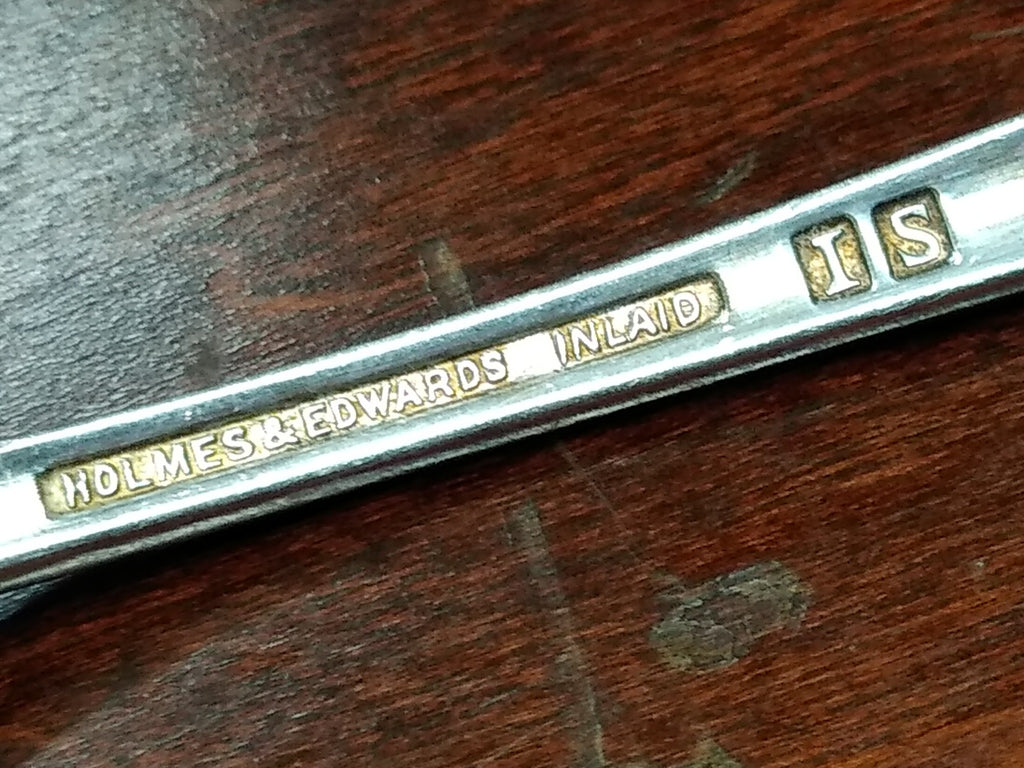 HOLMES & EDWARDS INLAID IS